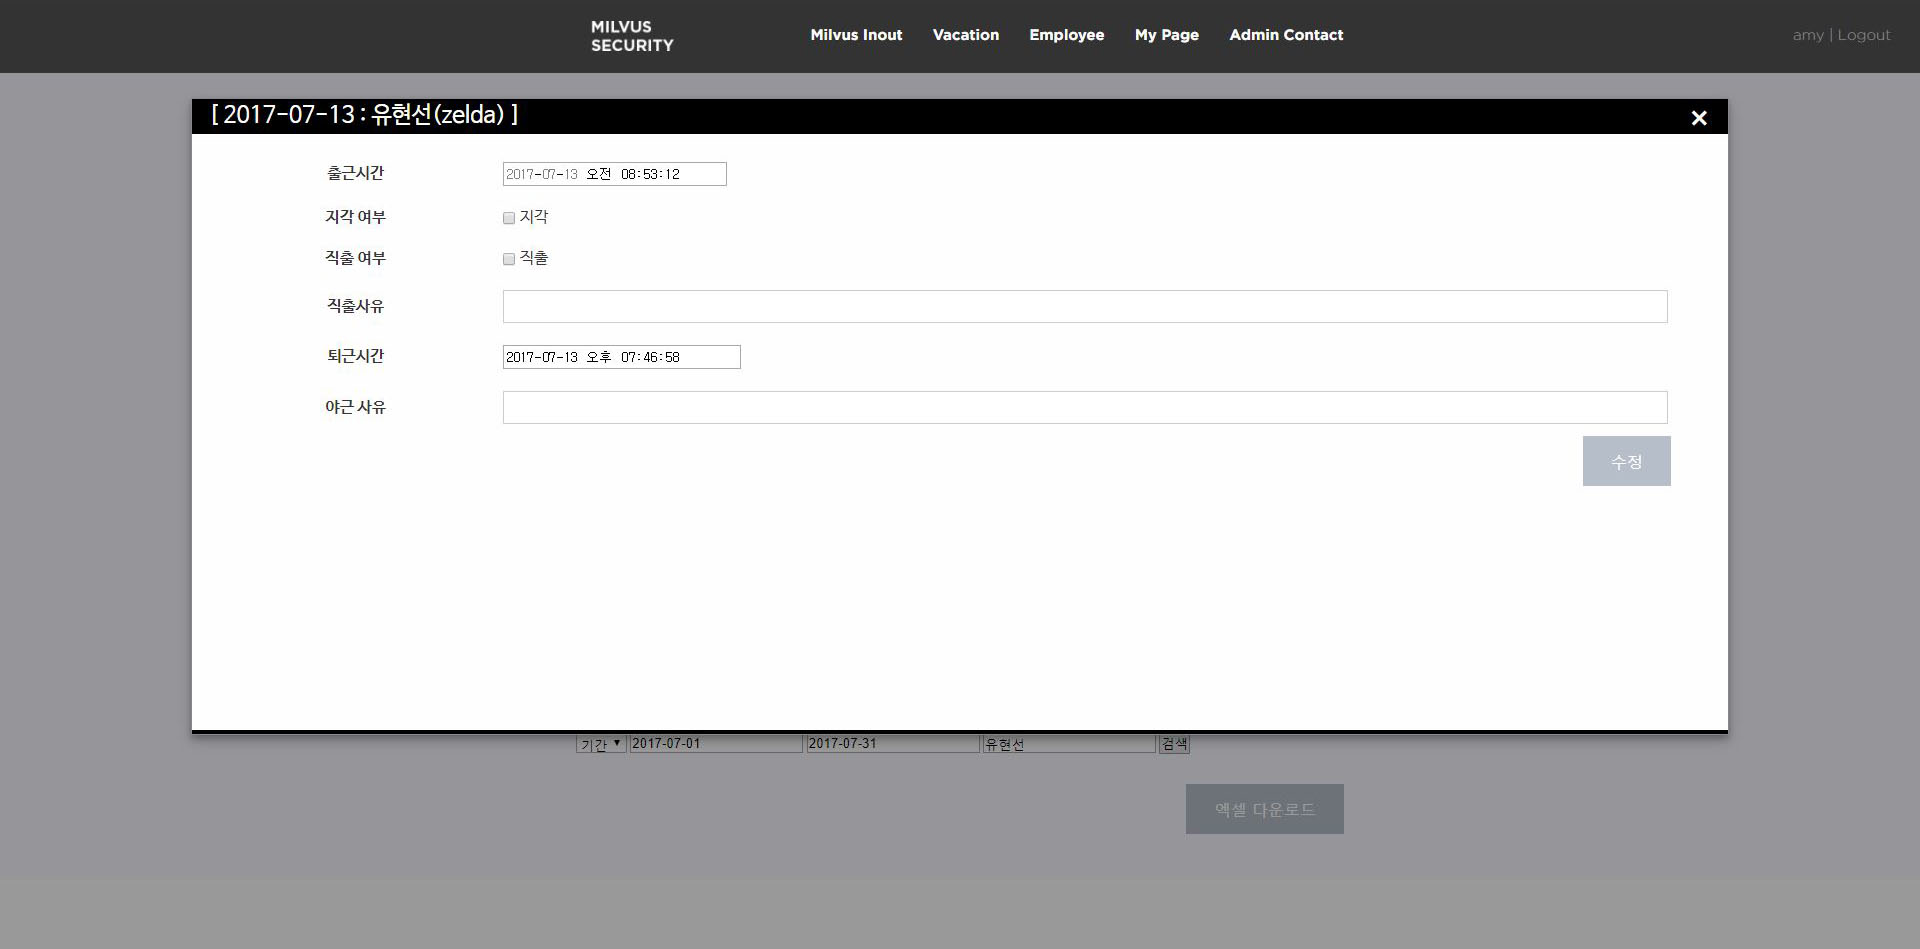 MILVUS
SECURITY
Milvus Inout Vacation Employee My Page Admin Contact
amy | Logout
[ 2017-07-13 : 유현선(zelda) ]
×
출근시간 2017-07-13 오전 08:53:12
지각 여부 지각
직출 여부 직출
직출사유
퇴근시간 2017-07-13 오후 07:46:58
야근 사유
수정
기간 2017-07-01 2017-07-31 유현선 검색
엑셀 다운로드